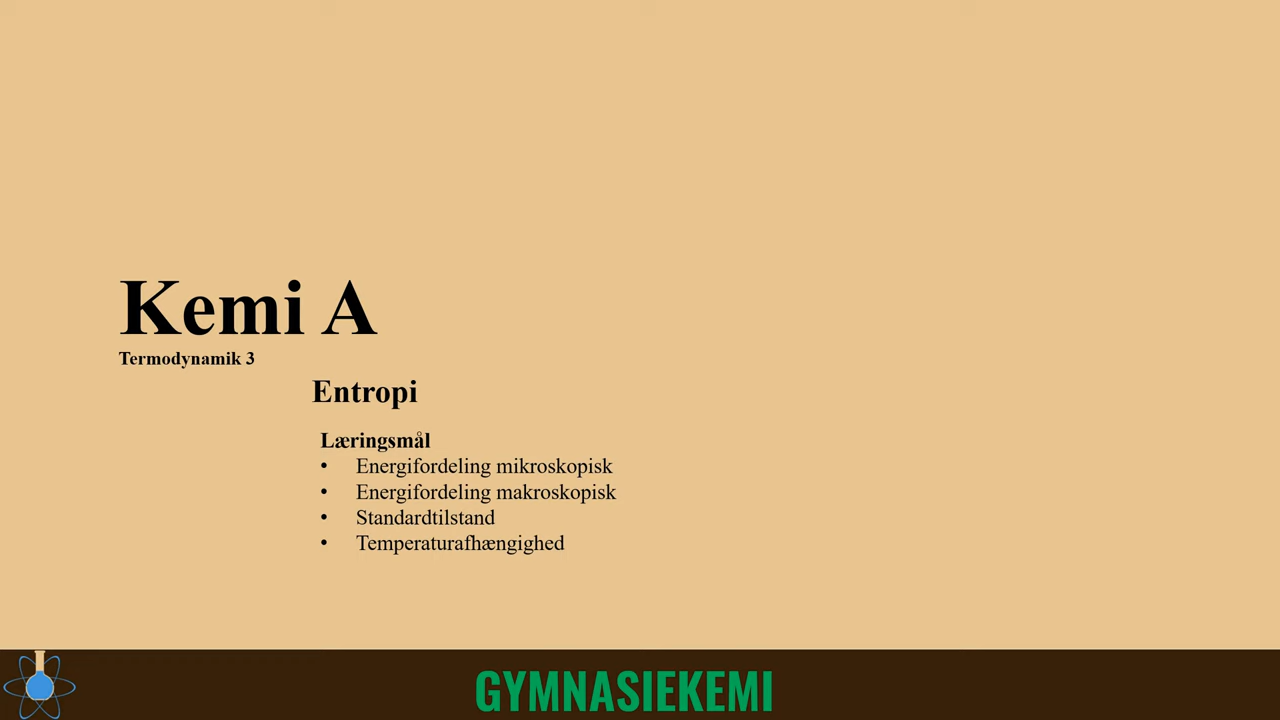 Kemi A
Termodynamik 3
Entropi
Læringsmål
• Energifordeling mikroskopisk
• Energifordeling makroskopisk
• Standardtilstand
• Temperaturafhængighed
GYMNASIEKEMI